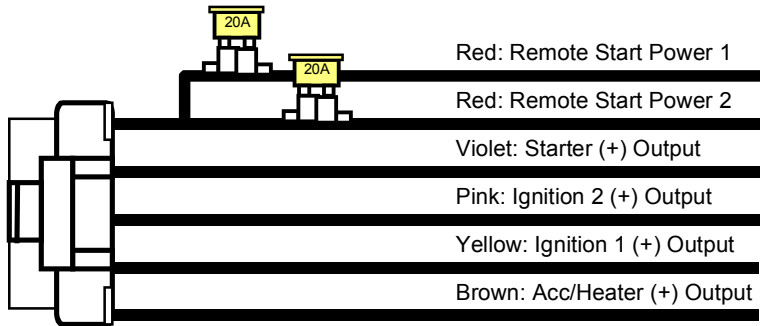 20A
20A
Red: Remote Start Power 1
Red: Remote Start Power 2
Violet: Starter (+) Output
Pink: Ignition 2 (+) Output
Yellow: Ignition 1 (+) Output
Brown: Acc/Heater (+) Output